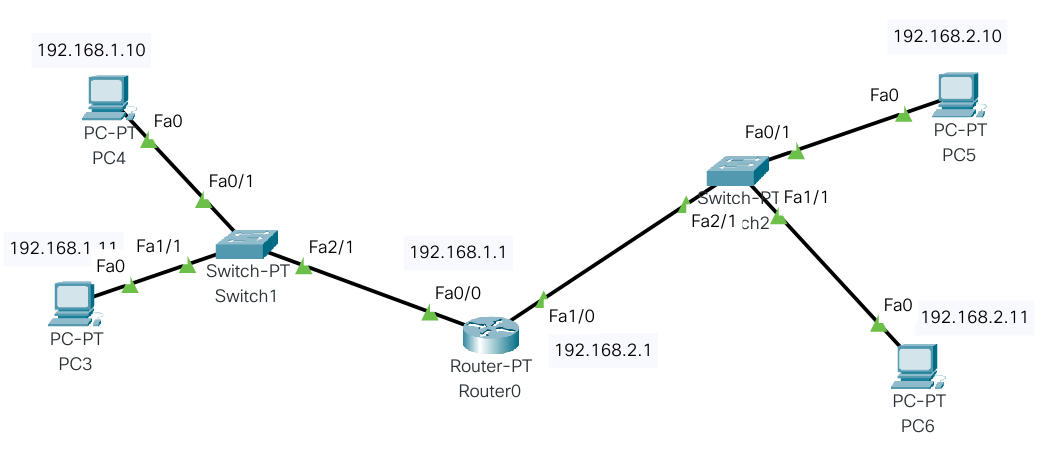 192.168.1.10
Fa0
PC-PT
PC4
Fa0/1
192.168.1.11
Fa0
Fa1/1
PC-PT
PC3
Switch-PT
Switch1
Fa2/1
192.168.1.1
Fa0/0
Router-PT
Router0
Fa1/0
192.168.2.1
192.168.2.10
Fa0
PC-PT
PC5
Fa0/1
Switch-PT
ch2
Fa1/1
Fa2/1
Fa0
192.168.2.11
PC-PT
PC6